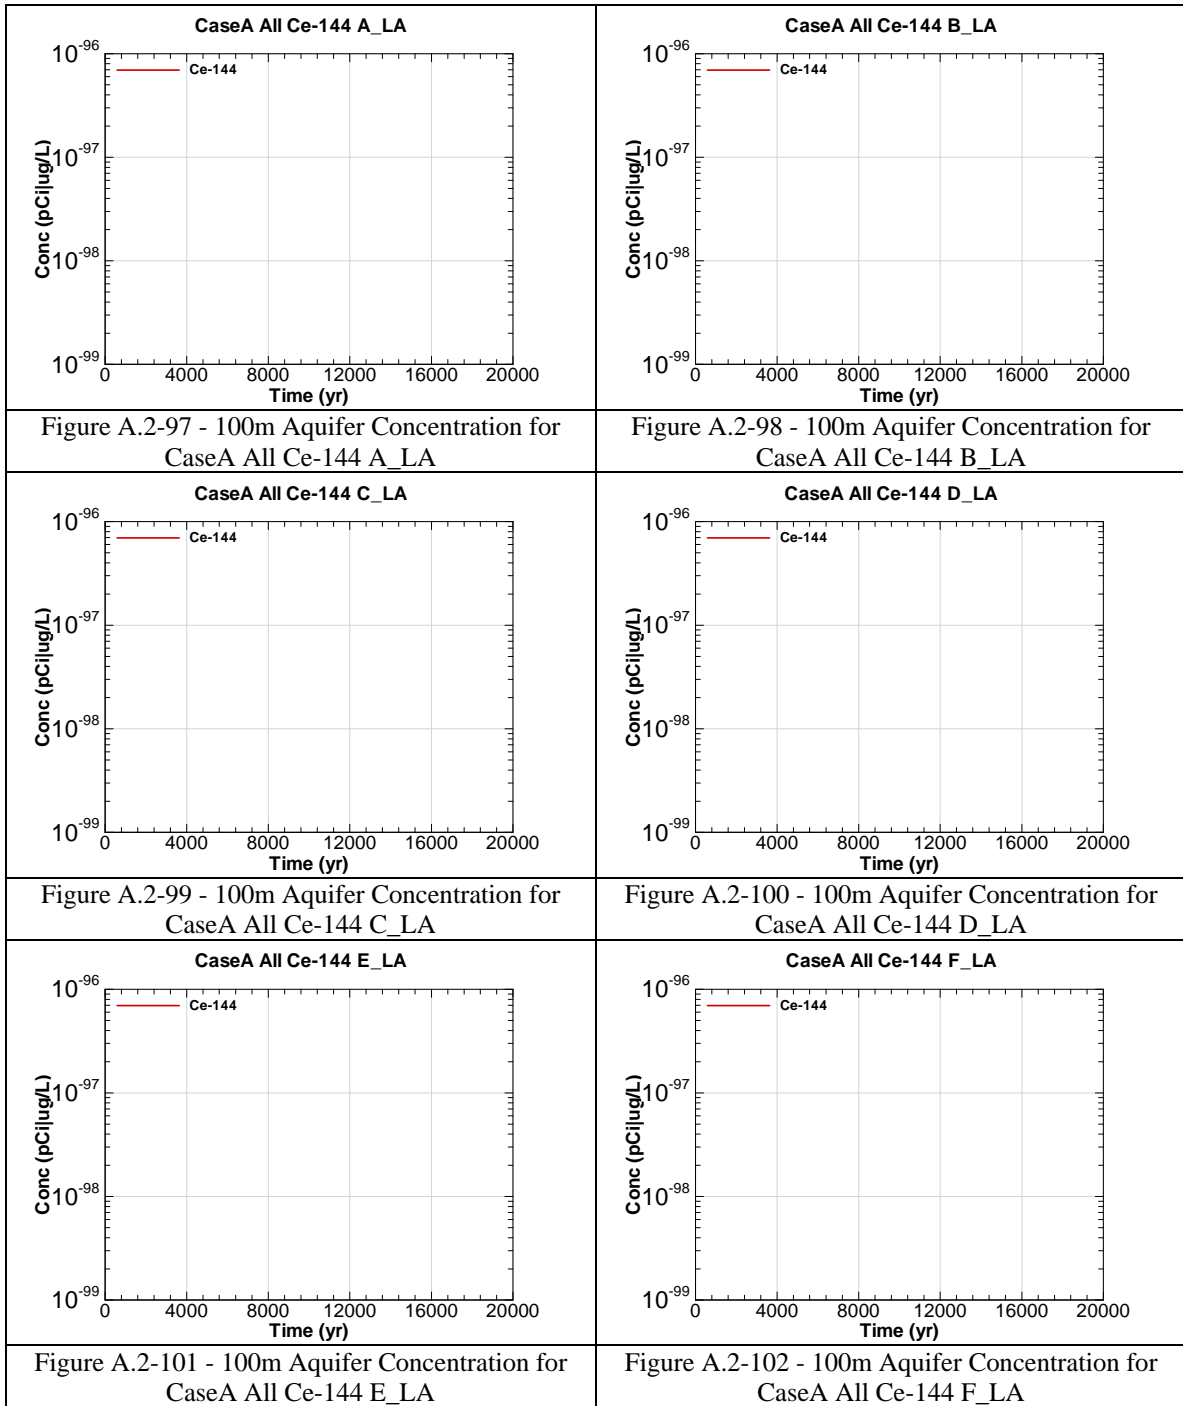 CaseA All Ce-144 A_LA
Ce-144
10-96
10-97
10-98
10-99
Conc (pCi|ug/L)
0 4000 8000 12000 16000 20000
Time (yr)
Figure A.2-97 - 100m Aquifer Concentration for
CaseA All Ce-144 A_LA
CaseA All Ce-144 B_LA
Ce-144
10-96
10-97
10-98
10-99
Conc (pCi|ug/L)
0 4000 8000 12000 16000 20000
Time (yr)
Figure A.2-98 - 100m Aquifer Concentration for
CaseA All Ce-144 B_LA
CaseA All Ce-144 C_LA
Ce-144
10-96
10-97
10-98
10-99
Conc (pCi|ug/L)
0 4000 8000 12000 16000 20000
Time (yr)
Figure A.2-99 - 100m Aquifer Concentration for
CaseA All Ce-144 C_LA
CaseA All Ce-144 D_LA
Ce-144
10-96
10-97
10-98
10-99
Conc (pCi|ug/L)
0 4000 8000 12000 16000 20000
Time (yr)
Figure A.2-100 - 100m Aquifer Concentration for
CaseA All Ce-144 D_LA
CaseA All Ce-144 E_LA
Ce-144
10-96
10-97
10-98
10-99
Conc (pCi|ug/L)
0 4000 8000 12000 16000 20000
Time (yr)
Figure A.2-101 - 100m Aquifer Concentration for
CaseA All Ce-144 E_LA
CaseA All Ce-144 F_LA
Ce-144
10-96
10-97
10-98
10-99
Conc (pCi|ug/L)
0 4000 8000 12000 16000 20000
Time (yr)
Figure A.2-102 - 100m Aquifer Concentration for
CaseA All Ce-144 F_LA